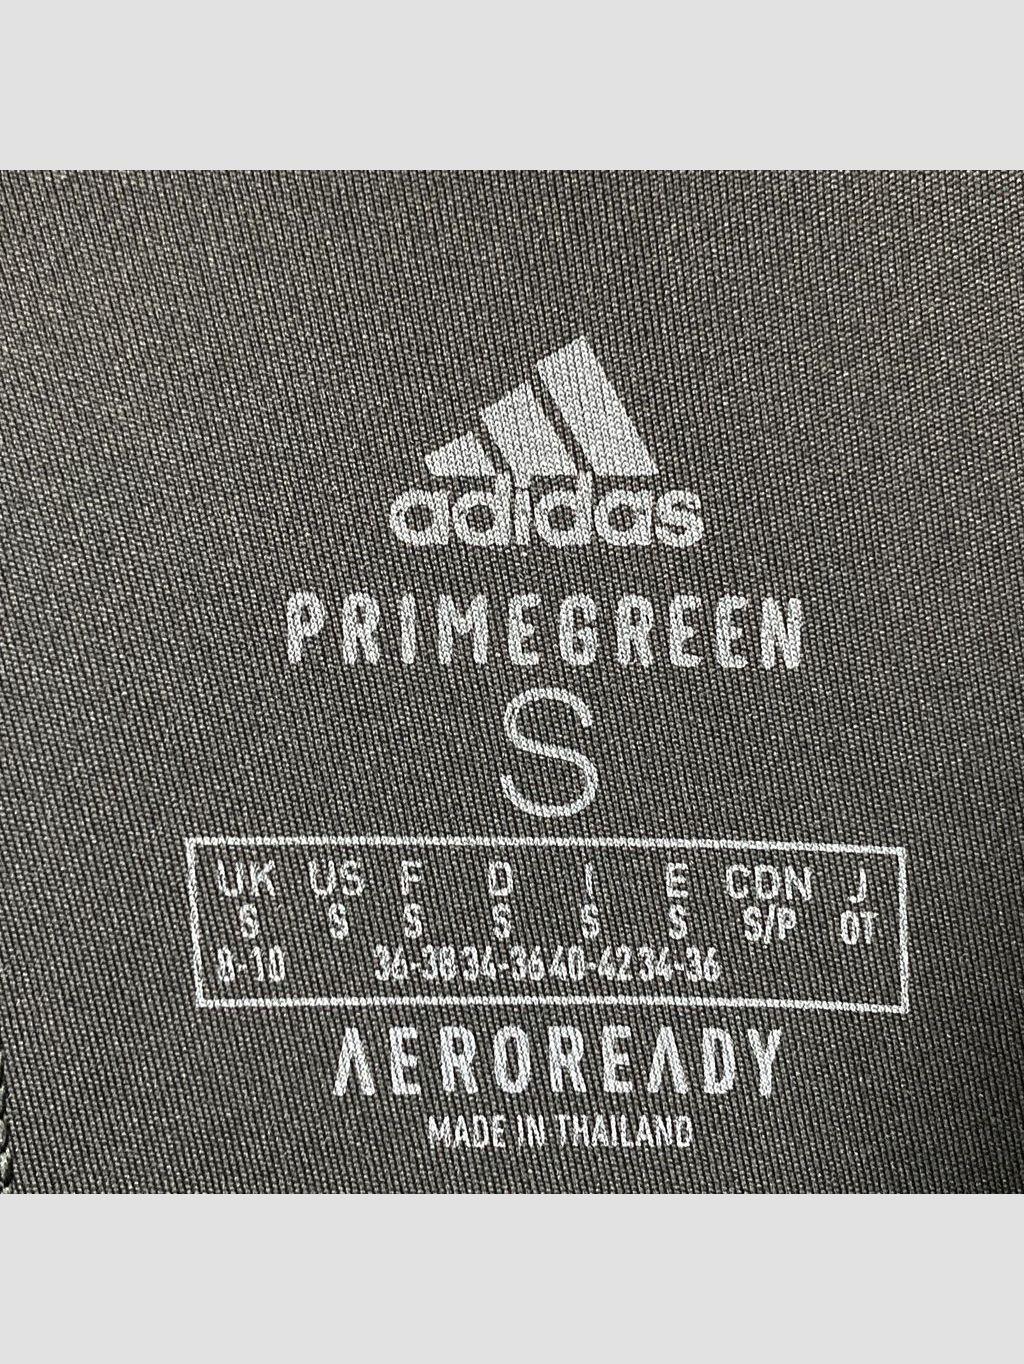 adidas
PRIMEGREEN
S
UK US F D I E CDN J
S S S S S S S/P OT
8-10 36-38 34-36 40-42 34-36
AEROREADY
MADE IN THAILAND